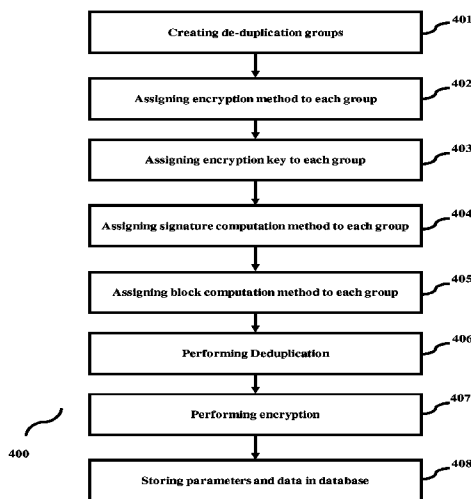 401
Creating de-duplication groups
402
Assigning encryption method to each group
403
Assigning encryption key to each group
404
Assigning signature computation method to each group
405
Assigning block computation method to each group
406
Performing Deduplication
407
Performing encryption
400
408
Storing parameters and data in database